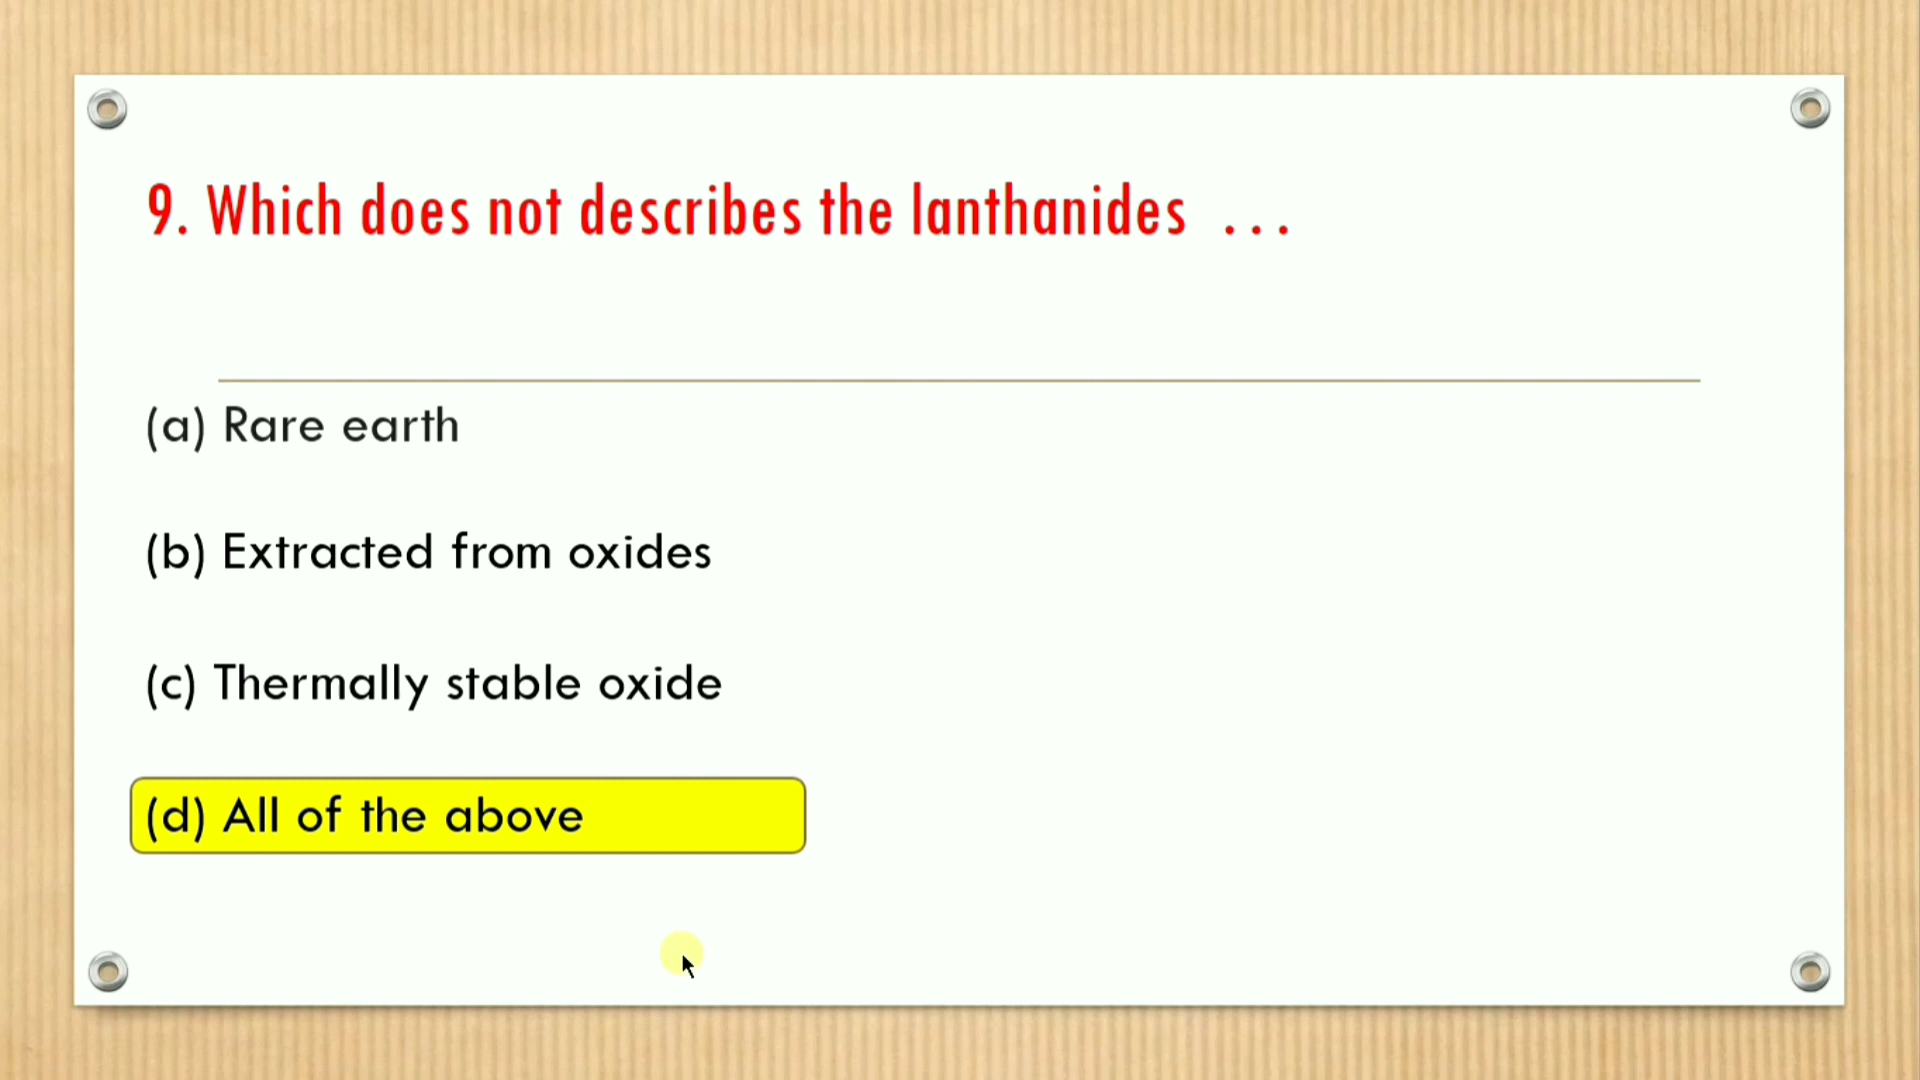 9. Which does not describes the lanthanides ...
(a) Rare earth
(b) Extracted from oxides
(c) Thermally stable oxide
(d) All of the above